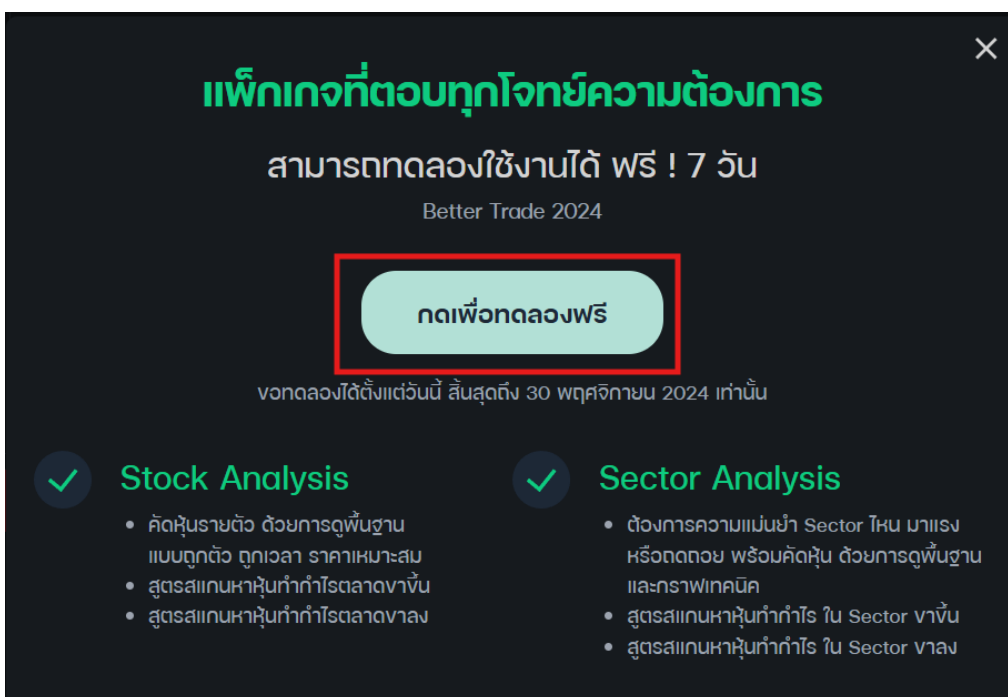 แพ็กเกจที่ตอบทุกโจทย์ความต้องการ
สามารถทดลองใช้งานได้ ฟรี ! 7 วัน
Better Trade 2024
กดเพื่อทดลองฟรี
ขอทดลองได้ตั้งแต่วันนี้ สิ้นสุดถึง 30 พฤศจิกายน 2024 เท่านั้น
Stock Analysis
• คัดหุ้นรายตัว ด้วยการดูพื้นฐาน
แบบถูกตัว ถูกเวลา ราคาเหมาะสม
• สูตรสแกนหาหุ้นทำกำไรตลาดขาขึ้น
• สูตรสแกนหาหุ้นทำกำไรตลาดขาลง
Sector Analysis
• ต้องการความแม่นยำ Sector ไหน มาแรง
หรือถดถอย พร้อมคัดหุ้น ด้วยการดูพื้นฐาน
และกราฟเทคนิค
• สูตรสแกนหาหุ้นทำกำไร ใน Sector ขาขึ้น
• สูตรสแกนหาหุ้นทำกำไร ใน Sector ขาลง